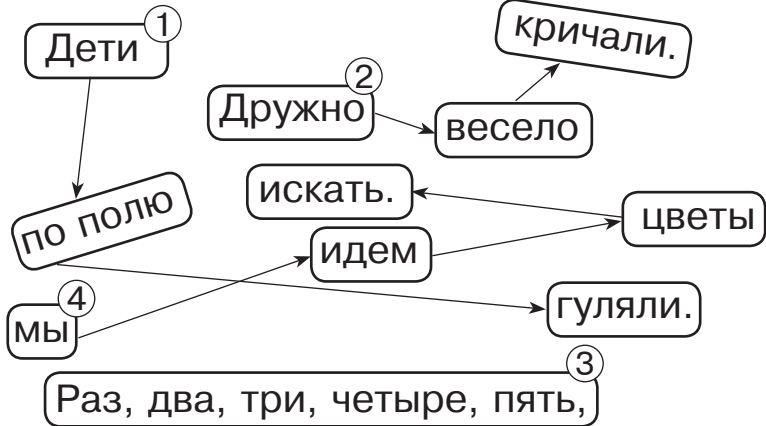 Дети 1
кричали.
Дружно 2
весело
искать.
цветы
по полю
идем
гуляли.
мы 4
Раз, два, три, четыре, пять, 3